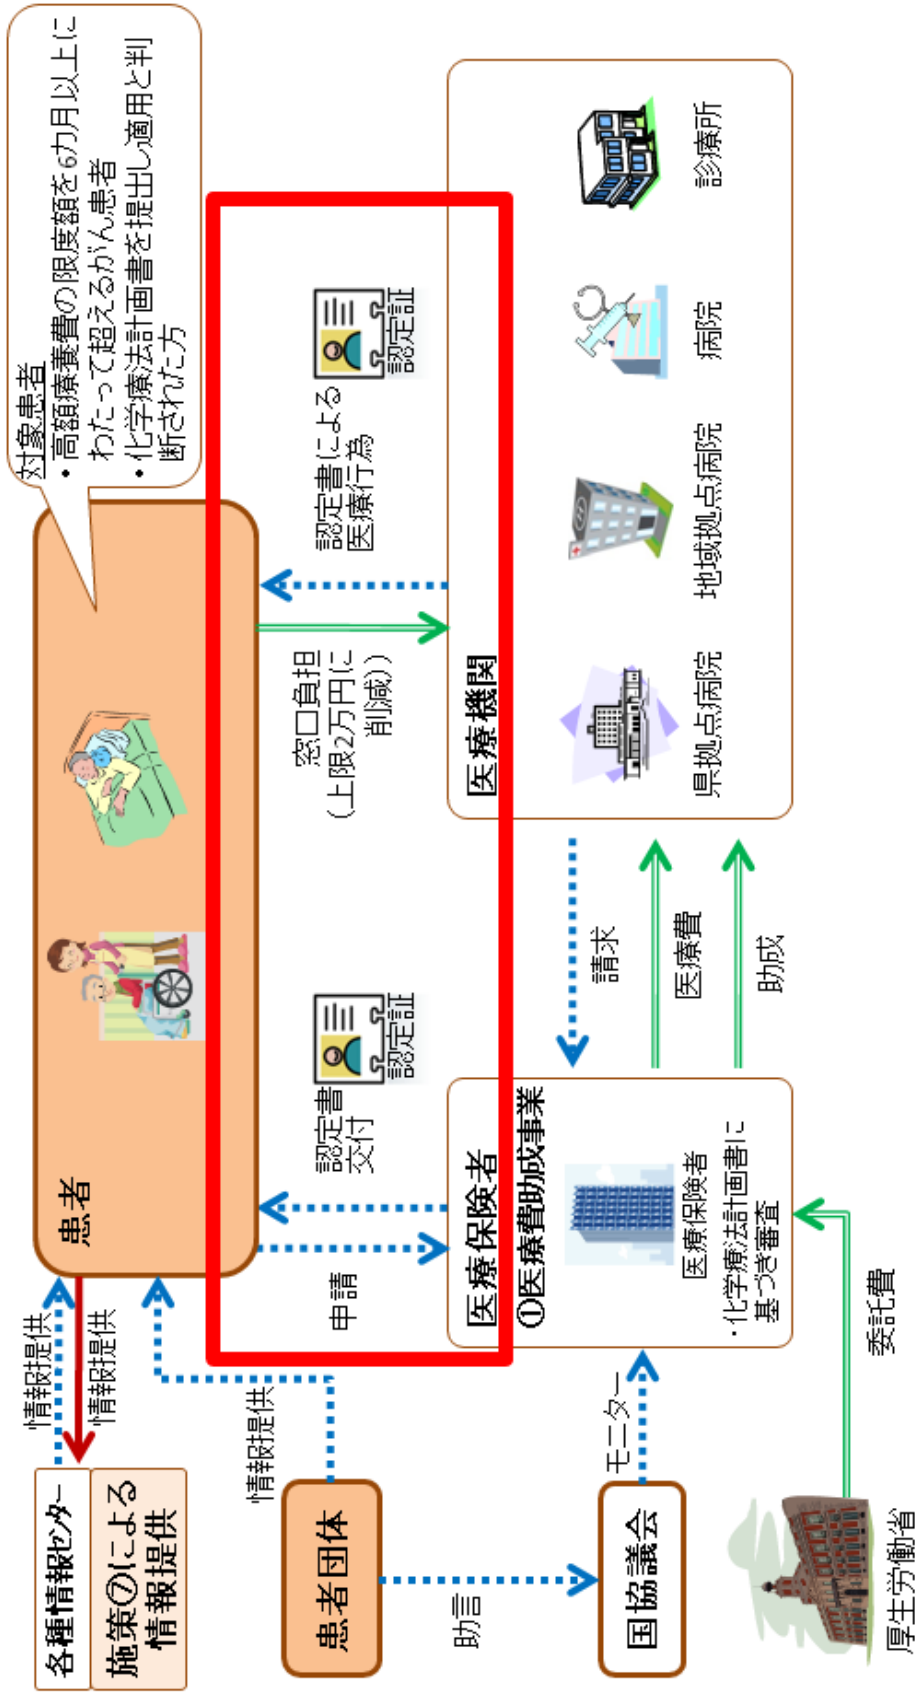 各種情報センター
施策⑦による
情報提供
情報提供
情報提供
患者
対象患者
・高額療養費の限度額を6カ月以上に
わたって超えるがん患者
・化学療法計画書を提出し適用と判
断された方
患者団体
情報提供
助言
申請
認定書
交付
認定証
窓口負担
(上限2万円に
削減))
認定書による
医療行為
認定証
国協議会
モニター
医療保険者
①医療費助成事業
医療保険者
・化学療法計画書に
基づき審査
請求
医療費
助成
医療機関
県拠点病院
地域拠点病院
病院
診療所
厚生労働省
委託費